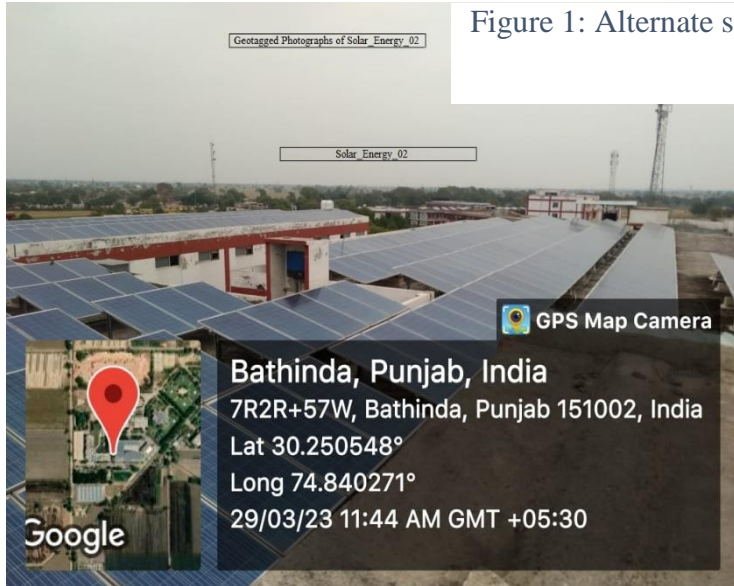 Figure 1: Alternate s
Geotagged Photographs of Solar_Energy_02
Solar_Energy_02
GPS Map Camera
Bathinda, Punjab, India
7R2R+57W, Bathinda, Punjab 151002, India
Lat 30.250548°
Long 74.840271°
29/03/23 11:44 AM GMT +05:30
Google